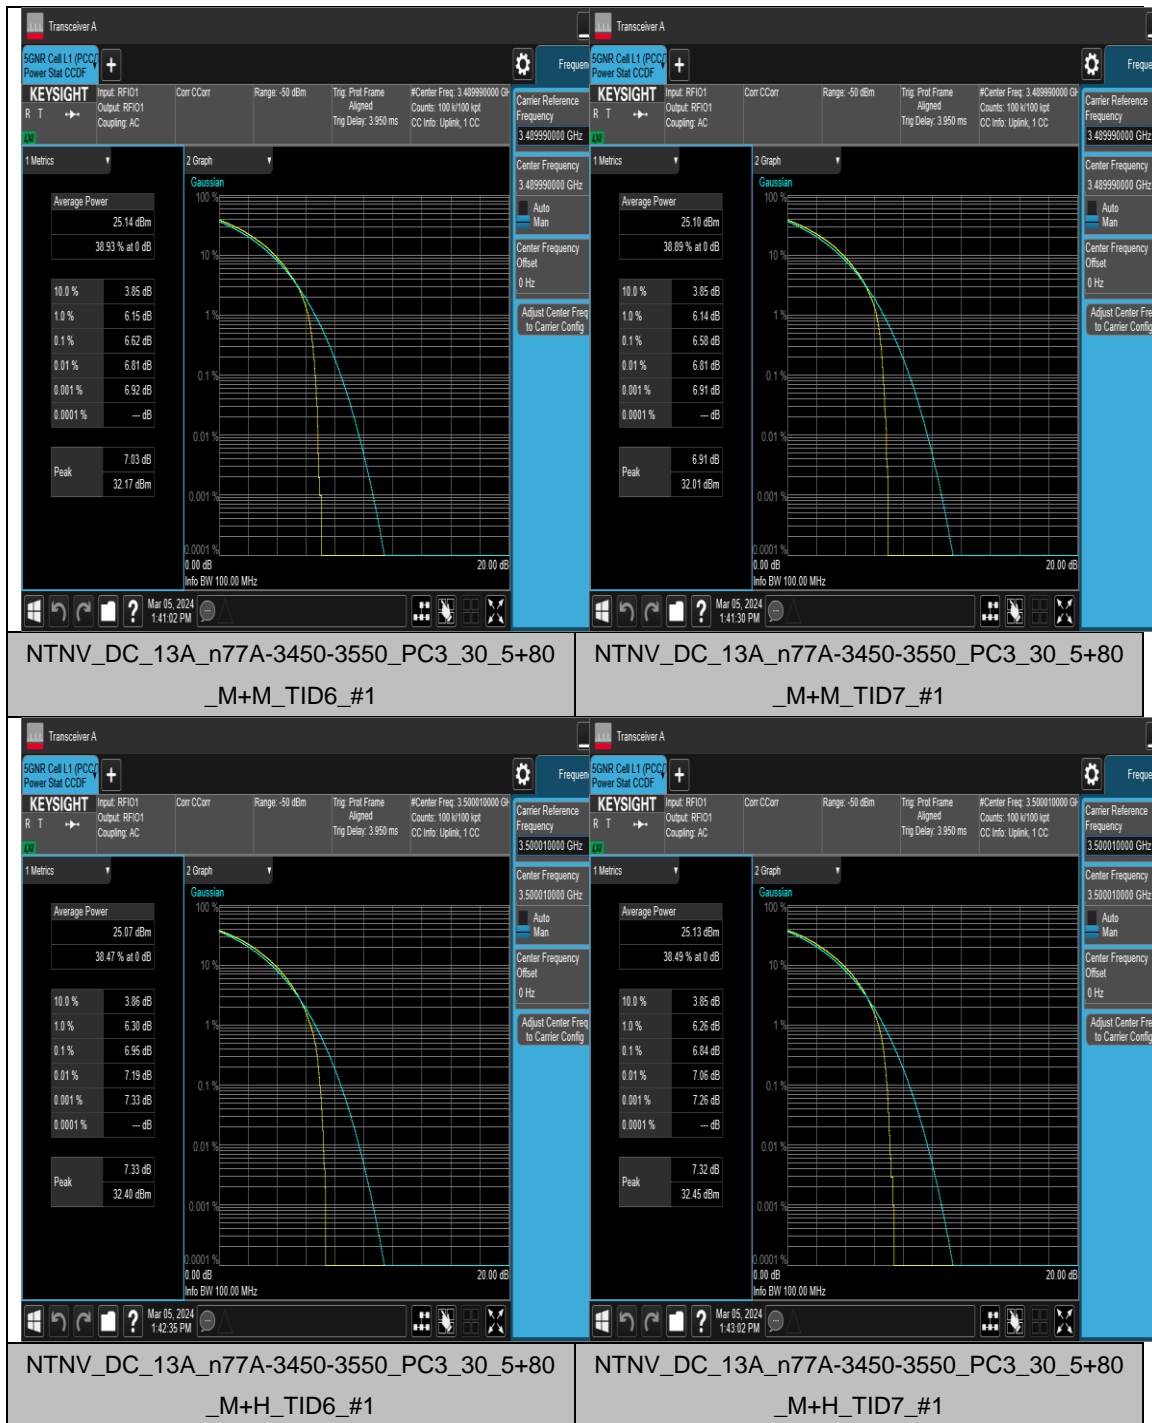 Transceiver A
5GNR Cell L1 (PCC/
Power Stat CCDF
Frequen
KEYSIGHT
R T
LXI
Input: RFIO1
Output: RFIO1
Coupling: AC
Corr CCorr
Range: -50 dBm
Trig: Prot Frame
Aligned
Trig Delay: 3.950 ms
#Center Freq: 3.489990000 GH
Counts: 100 k/100 kpt
CC Info: Uplink, 1 CC
Carrier Reference
Frequency
3.489990000 GHz
Center Frequency
3.489990000 GHz
Auto
Man
Center Frequency
Offset
0 Hz
Adjust Center Freq
to Carrier Config
1 Metrics
Average Power
25.14 dBm
38.93 % at 0 dB
10.0 % 3.85 dB
1.0 % 6.15 dB
0.1 % 6.62 dB
0.01 % 6.81 dB
0.001 % 6.92 dB
0.0001 % --- dB
Peak
7.03 dB
32.17 dBm
2 Graph
Gaussian
100 %
10 %
1 %
0.1 %
0.01 %
0.001 %
0.0001 %
0.00 dB
20.00 dB
Info BW 100.00 MHz
Mar 05, 2024
1:41:02 PM
Transceiver A
5GNR Cell L1 (PCC/
Power Stat CCDF
Freque
KEYSIGHT
R T
LXI
Input: RFIO1
Output: RFIO1
Coupling: AC
Corr CCorr
Range: -50 dBm
Trig: Prot Frame
Aligned
Trig Delay: 3.950 ms
#Center Freq: 3.489990000 GH
Counts: 100 k/100 kpt
CC Info: Uplink, 1 CC
Carrier Reference
Frequency
3.489990000 GHz
Center Frequency
3.489990000 GHz
Auto
Man
Center Frequency
Offset
0 Hz
Adjust Center Fre
to Carrier Config
1 Metrics
Average Power
25.10 dBm
38.89 % at 0 dB
10.0 % 3.85 dB
1.0 % 6.14 dB
0.1 % 6.58 dB
0.01 % 6.81 dB
0.001 % 6.91 dB
0.0001 % --- dB
Peak
6.91 dB
32.01 dBm
2 Graph
Gaussian
100 %
10 %
1 %
0.1 %
0.01 %
0.001 %
0.0001 %
0.00 dB
20.00 dB
Info BW 100.00 MHz
Mar 05, 2024
1:41:30 PM
NTNV_DC_13A_n77A-3450-3550_PC3_30_5+80
_M+M_TID6_#1
NTNV_DC_13A_n77A-3450-3550_PC3_30_5+80
_M+M_TID7_#1
Transceiver A
5GNR Cell L1 (PCC/
Power Stat CCDF
Frequen
KEYSIGHT
R T
LXI
Input: RFIO1
Output: RFIO1
Coupling: AC
Corr CCorr
Range: -50 dBm
Trig: Prot Frame
Aligned
Trig Delay: 3.950 ms
#Center Freq: 3.500010000 GH
Counts: 100 k/100 kpt
CC Info: Uplink, 1 CC
Carrier Reference
Frequency
3.500010000 GHz
Center Frequency
3.500010000 GHz
Auto
Man
Center Frequency
Offset
0 Hz
Adjust Center Freq
to Carrier Config
1 Metrics
Average Power
25.07 dBm
38.47 % at 0 dB
10.0 % 3.86 dB
1.0 % 6.30 dB
0.1 % 6.95 dB
0.01 % 7.19 dB
0.001 % 7.33 dB
0.0001 % --- dB
Peak
7.33 dB
32.40 dBm
2 Graph
Gaussian
100 %
10 %
1 %
0.1 %
0.01 %
0.001 %
0.0001 %
0.00 dB
20.00 dB
Info BW 100.00 MHz
Mar 05, 2024
1:42:35 PM
Transceiver A
5GNR Cell L1 (PCC/
Power Stat CCDF
Freque
KEYSIGHT
R T
LXI
Input: RFIO1
Output: RFIO1
Coupling: AC
Corr CCorr
Range: -50 dBm
Trig: Prot Frame
Aligned
Trig Delay: 3.950 ms
#Center Freq: 3.500010000 GH
Counts: 100 k/100 kpt
CC Info: Uplink, 1 CC
Carrier Reference
Frequency
3.500010000 GHz
Center Frequency
3.500010000 GHz
Auto
Man
Center Frequency
Offset
0 Hz
Adjust Center Fre
to Carrier Config
1 Metrics
Average Power
25.13 dBm
38.49 % at 0 dB
10.0 % 3.85 dB
1.0 % 6.26 dB
0.1 % 6.84 dB
0.01 % 7.06 dB
0.001 % 7.26 dB
0.0001 % --- dB
Peak
7.32 dB
32.45 dBm
2 Graph
Gaussian
100 %
10 %
1 %
0.1 %
0.01 %
0.001 %
0.0001 %
0.00 dB
20.00 dB
Info BW 100.00 MHz
Mar 05, 2024
1:43:02 PM
NTNV_DC_13A_n77A-3450-3550_PC3_30_5+80
_M+H_TID6_#1
NTNV_DC_13A_n77A-3450-3550_PC3_30_5+80
_M+H_TID7_#1